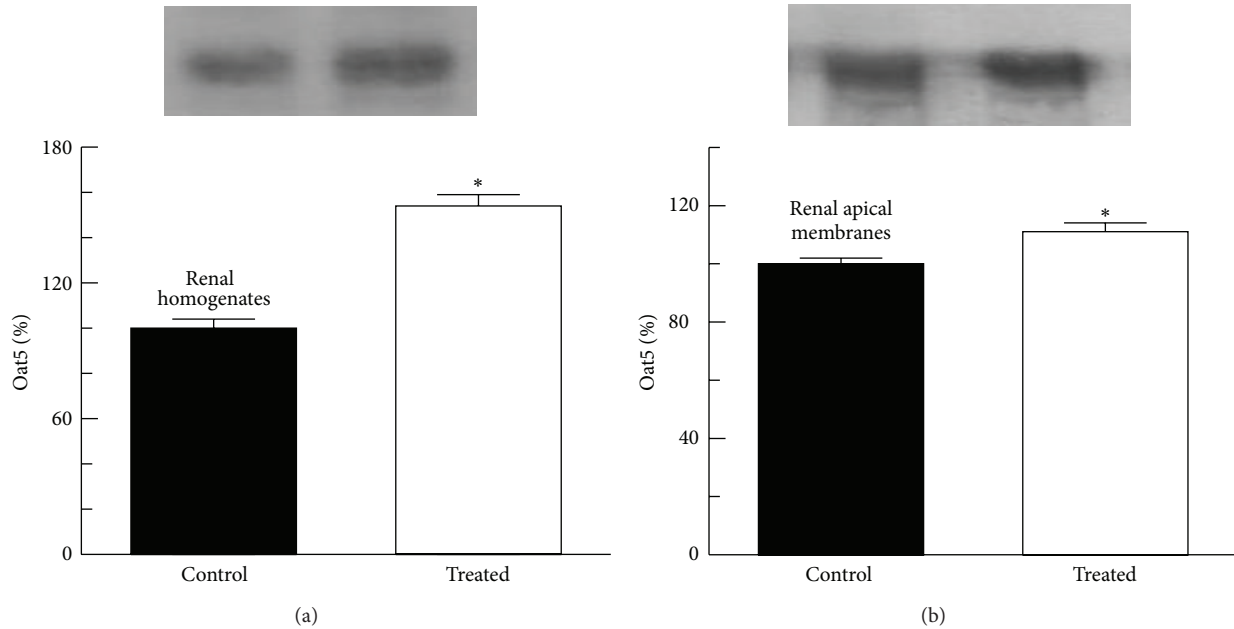 180
120
60
0
Oat5 (%)
Renal
homogenates
*
Control
Treated
(a)
120
80
40
0
Oat5 (%)
Renal apical
membranes
*
Control
Treated
(b)